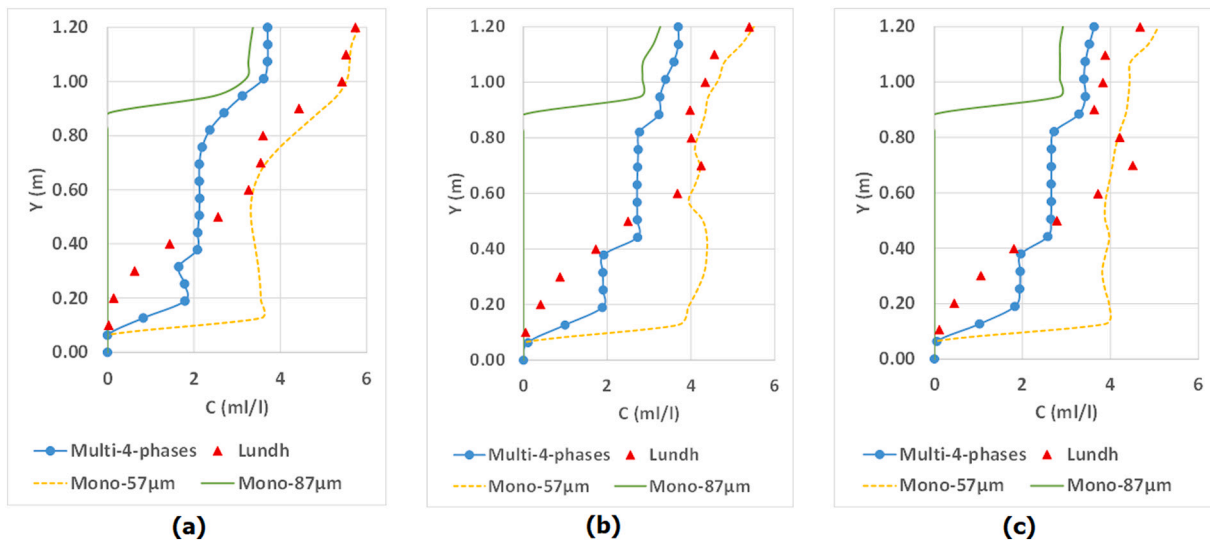 1.20
1.00
0.80
0.60
0.40
0.20
0.00
Y (m)
0 2 4 6
C (ml/l)
Multi-4-phases Lundh
Mono-57µm Mono-87µm
(a)
1.20
1.00
0.80
0.60
0.40
0.20
0.00
Y (m)
0 2 4 6
C (ml/l)
Multi-4-phases Lundh
Mono-57µm Mono-87µm
(b)
1.20
1.00
0.80
0.60
0.40
0.20
0.00
Y (m)
0 2 4 6
C (ml/l)
Multi-4-phases Lundh
Mono-57µm Mono-87µm
(c)